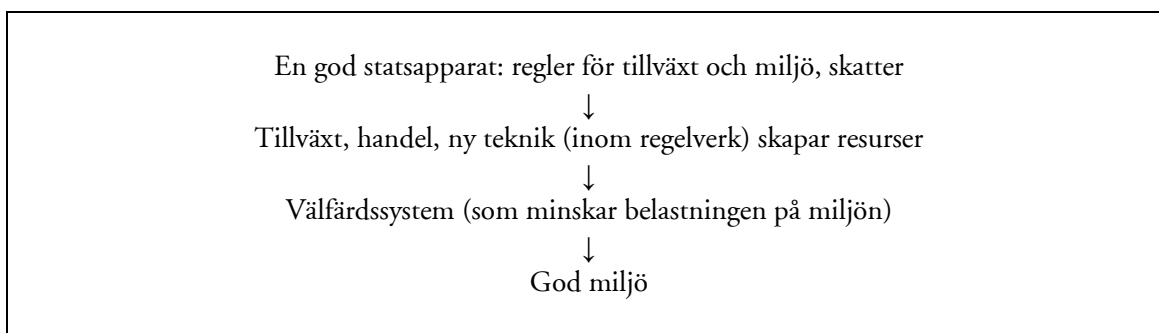 En god statsapparat: regler för tillväxt och miljö, skatter
↓
Tillväxt, handel, ny teknik (inom regelverk) skapar resurser
↓
Välfärdssystem (som minskar belastningen på miljön)
↓
God miljö